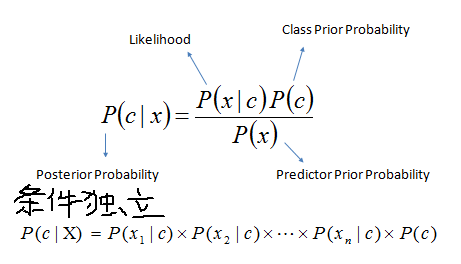 Likelihood
Class Prior Probability
P(c | x) = P(x | c)P(c) / P(x)
Posterior Probability
Predictor Prior Probability
条件独立
P(c | X) = P(x₁ | c) × P(x₂ | c) × ⋯ × P(xₙ | c) × P(c)